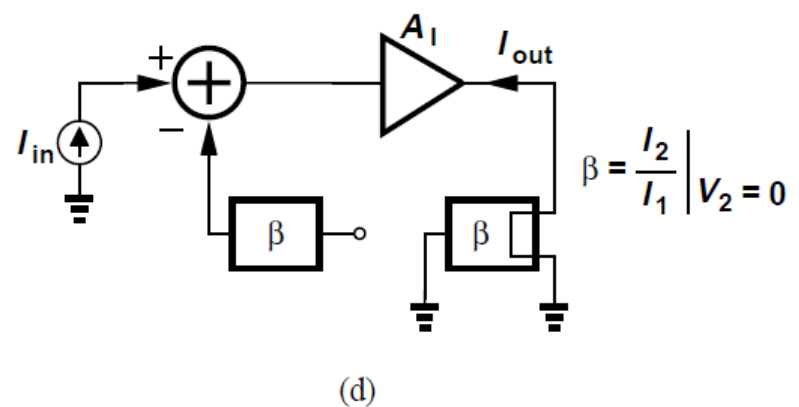 A_I
I_out
+
−
I_in
β
β
β = I_2 / I_1 | V_2 = 0
(d)